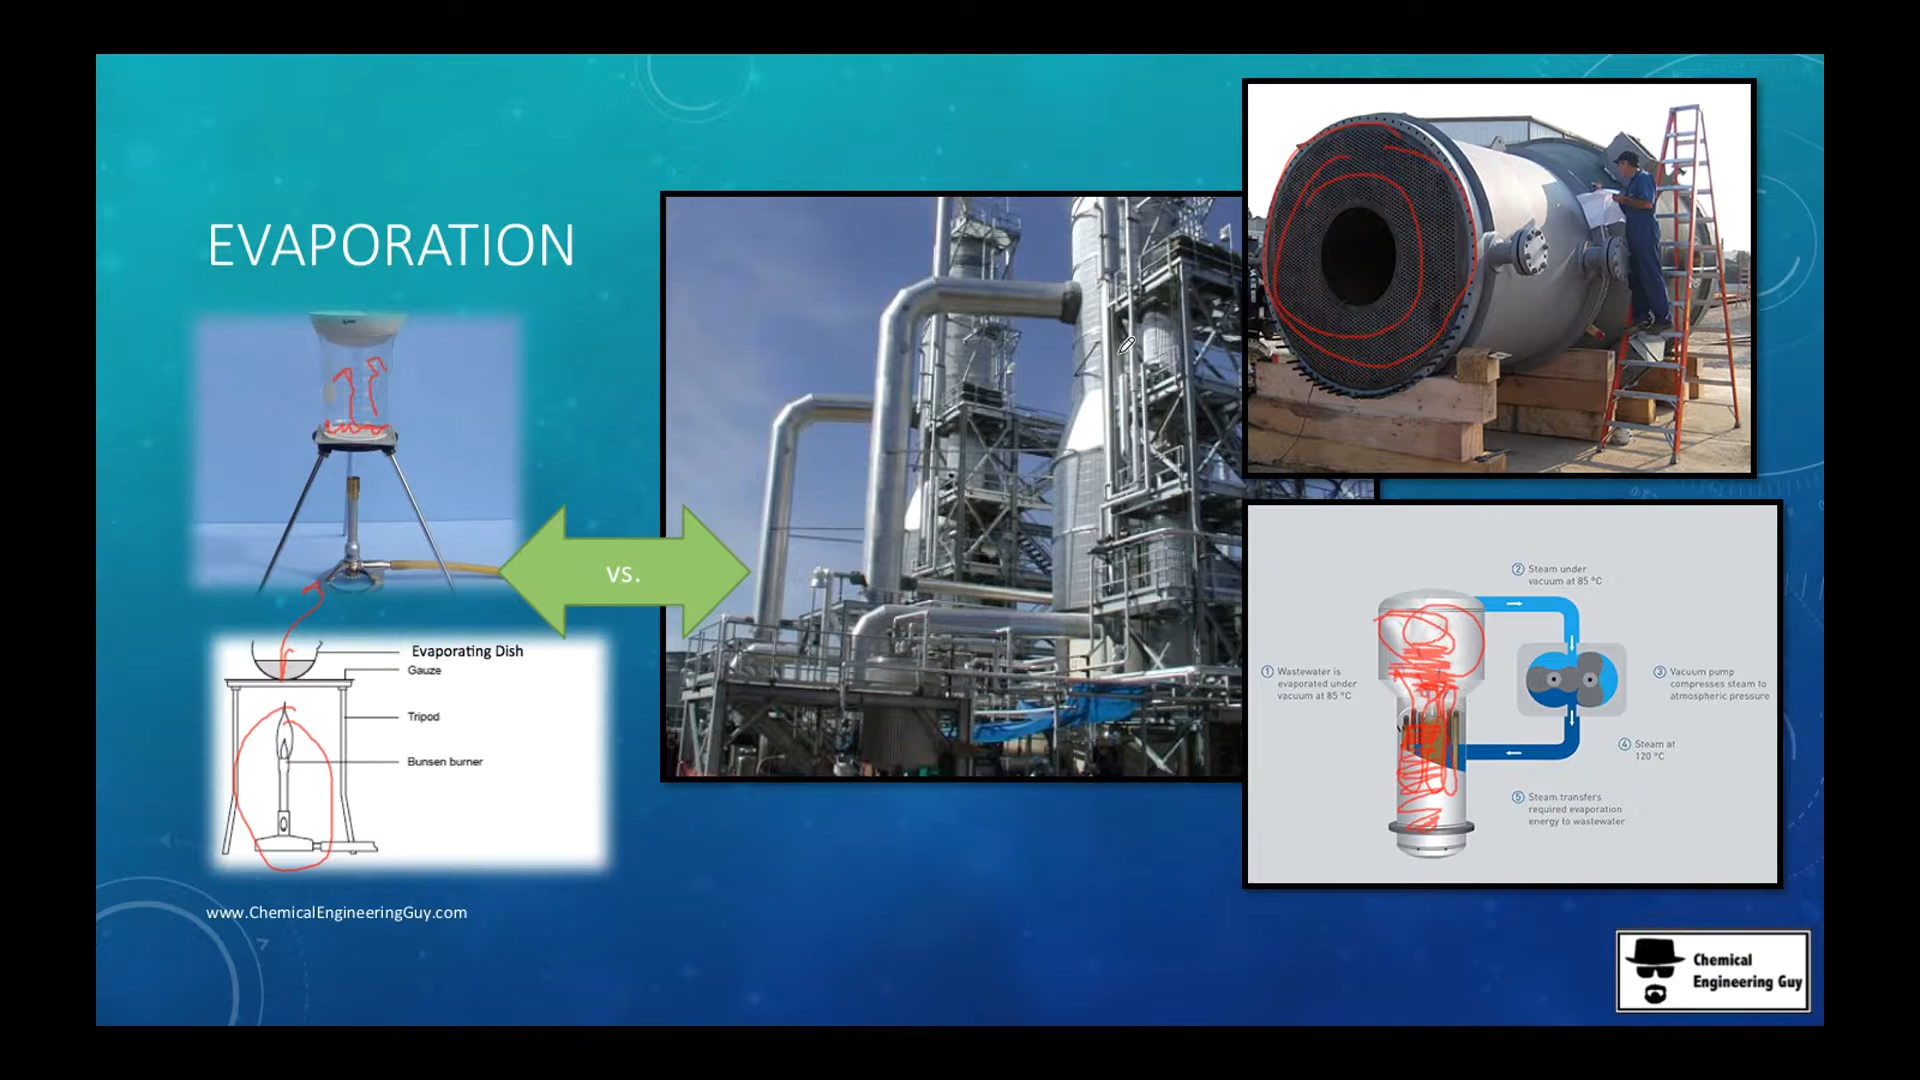 EVAPORATION
vs.
Evaporating Dish
Gauze
Tripod
Bunsen burner
② Steam under
vacuum at 85 °C
① Wastewater is
evaporated under
vacuum at 85 °C
③ Vacuum pump
compresses steam to
atmospheric pressure
④ Steam at
120 °C
⑤ Steam transfers
required evaporation
energy to wastewater
www.ChemicalEngineeringGuy.com
Chemical
Engineering Guy